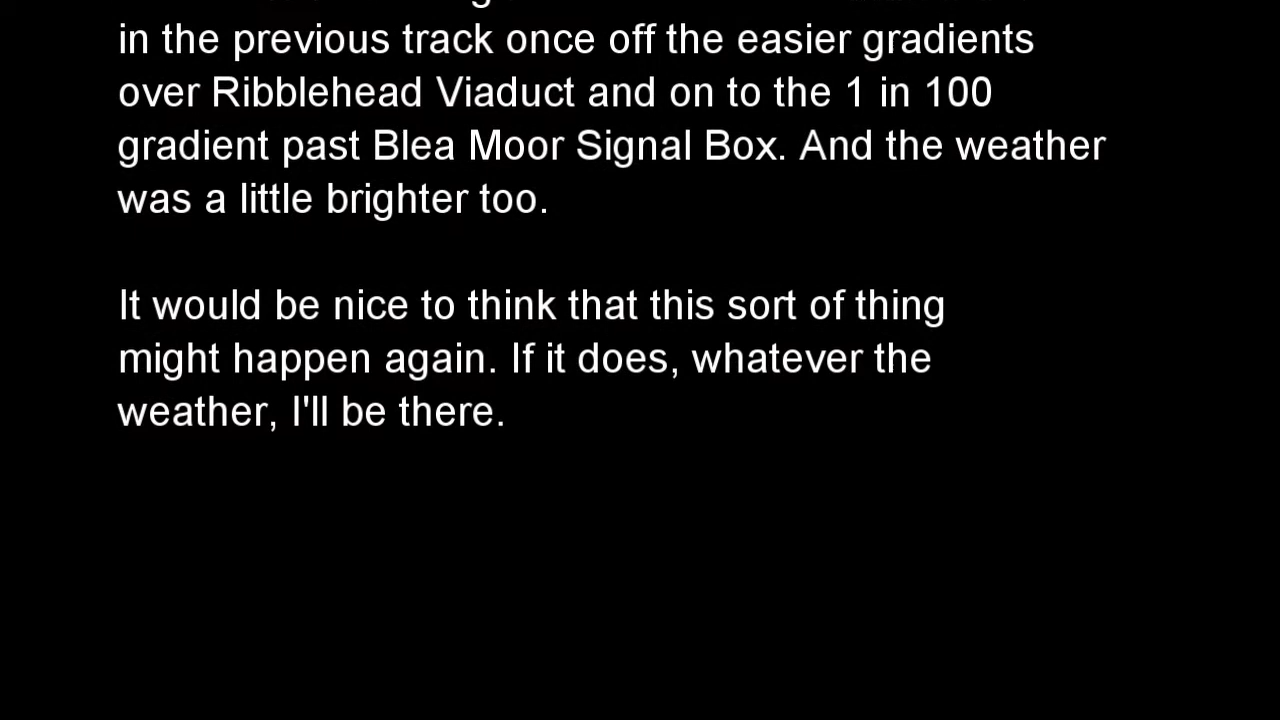 in the previous track once off the easier gradients
over Ribblehead Viaduct and on to the 1 in 100
gradient past Blea Moor Signal Box. And the weather
was a little brighter too.
It would be nice to think that this sort of thing
might happen again. If it does, whatever the
weather, I'll be there.